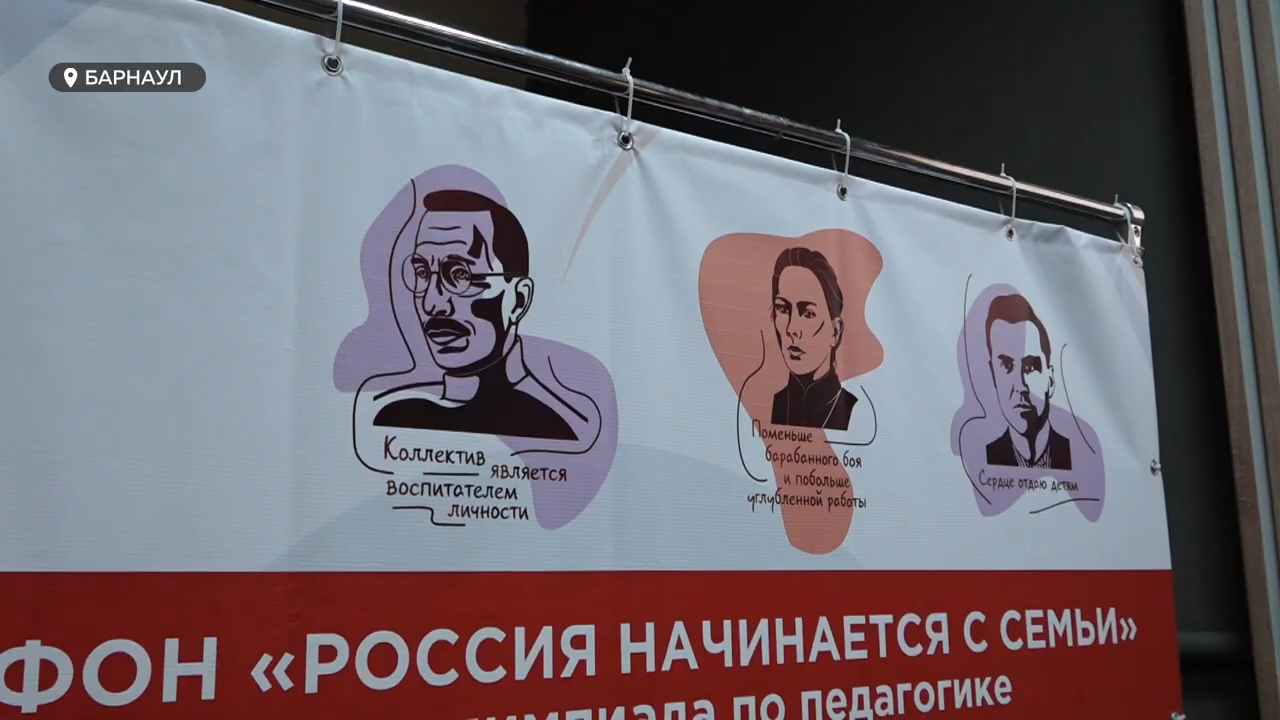 БАРНАУЛ
Коллектив
является
воспитателем
личности
Поменьше
барабанного боя
и побольше
углубленной работы
Сердце отдаю детям
ФОН «РОССИЯ НАЧИНАЕТСЯ С СЕМЬИ»
по педагогике